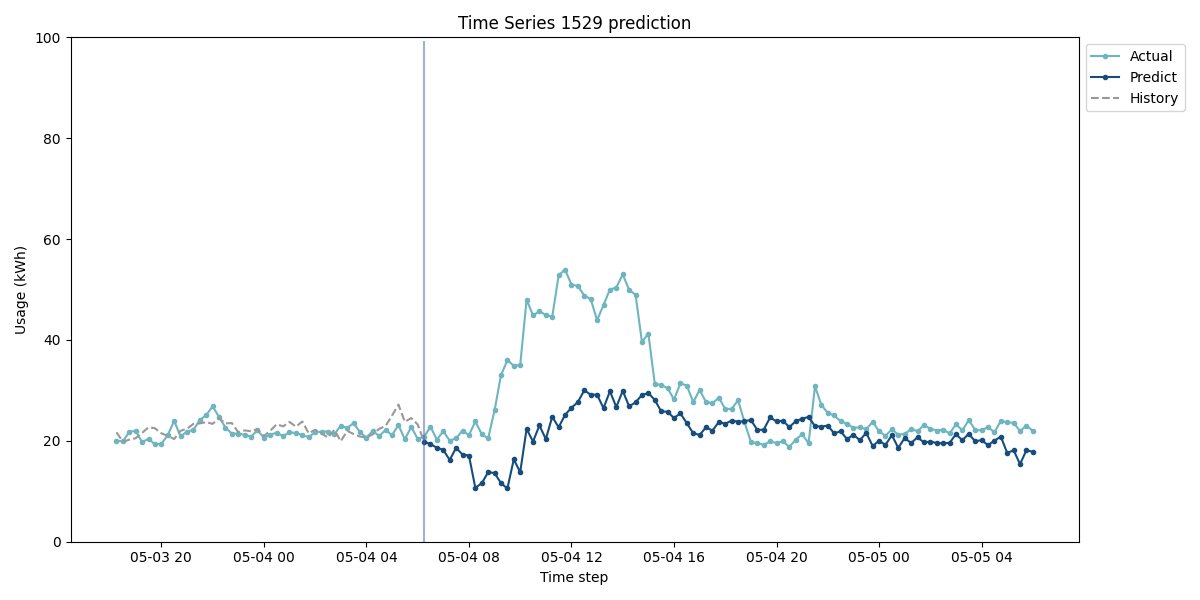 Time Series 1529 prediction
Usage (kWh)
100
80
60
40
20
0
05-03 20
05-04 00
05-04 04
05-04 08
05-04 12
05-04 16
05-04 20
05-05 00
05-05 04
Time step
Actual
Predict
History